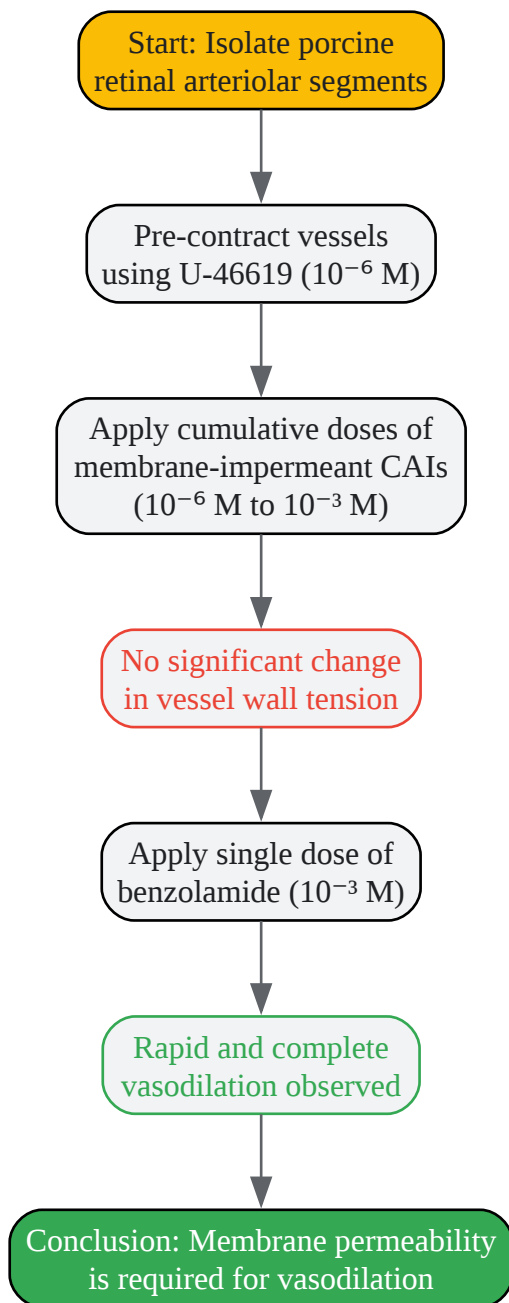 Start: Isolate porcine
retinal arteriolar segments
Pre-contract vessels
using U-46619 (10⁻⁶ M)
Apply cumulative doses of
membrane-impermeant CAIs
(10⁻⁶ M to 10⁻³ M)
No significant change
in vessel wall tension
Apply single dose of
benzolamide (10⁻³ M)
Rapid and complete
vasodilation observed
Conclusion: Membrane permeability
is required for vasodilation